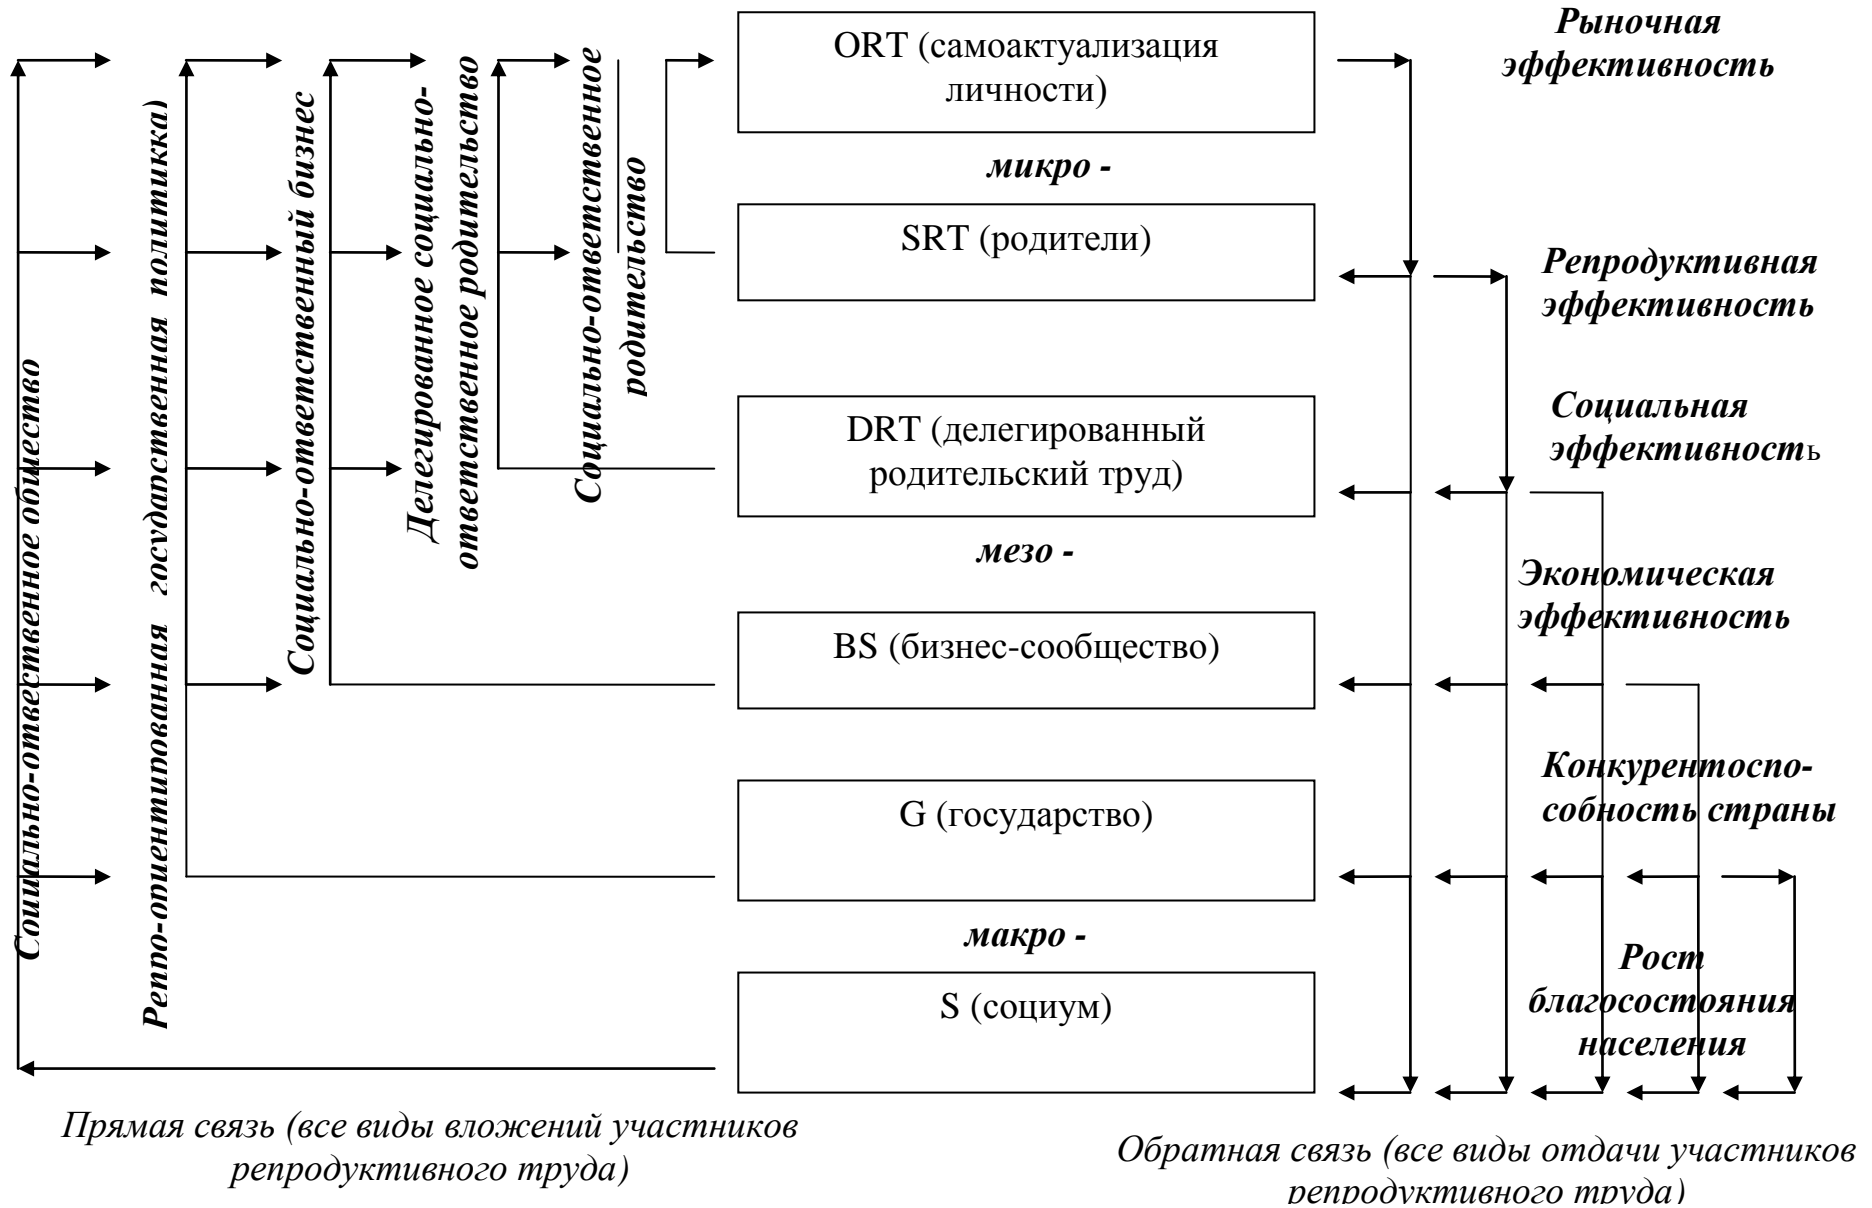 Социально-отвественное общество
Репро-ориентированная государственная политикка)
Социально-ответственный бизнес
Делегированное социально-
ответственное родительство
Социально-ответственное
родительство
ORT (самоактуализация
личности)
микро -
SRT (родители)
DRT (делегированный
родительский труд)
мезо -
BS (бизнес-сообщество)
G (государство)
макро -
S (социум)
Рыночная
эффективность
Репродуктивная
эффективность
Социальная
эффективность
Экономическая
эффективность
Конкурентоспо-
собность страны
Рост
благосостояния
населения
Прямая связь (все виды вложений участников
репродуктивного труда)
Обратная связь (все виды отдачи участников
репродуктивного труда)